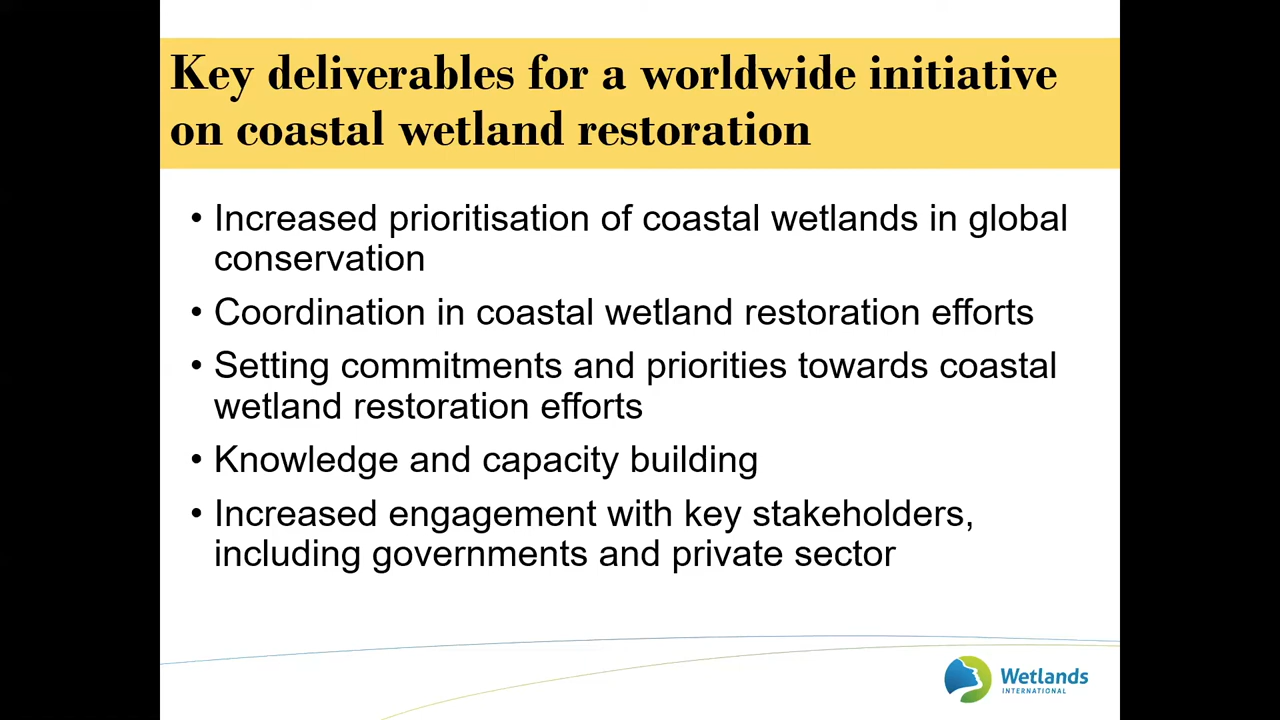 Key deliverables for a worldwide initiative
on coastal wetland restoration
• Increased prioritisation of coastal wetlands in global
conservation
• Coordination in coastal wetland restoration efforts
• Setting commitments and priorities towards coastal
wetland restoration efforts
• Knowledge and capacity building
• Increased engagement with key stakeholders,
including governments and private sector
Wetlands
INTERNATIONAL